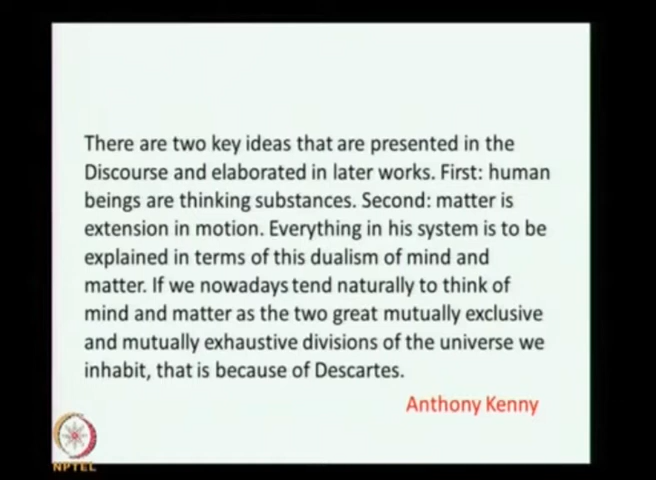 There are two key ideas that are presented in the
Discourse and elaborated in later works. First: human
beings are thinking substances. Second: matter is
extension in motion. Everything in his system is to be
explained in terms of this dualism of mind and
matter. If we nowadays tend naturally to think of
mind and matter as the two great mutually exclusive
and mutually exhaustive divisions of the universe we
inhabit, that is because of Descartes.
Anthony Kenny
NPTEL